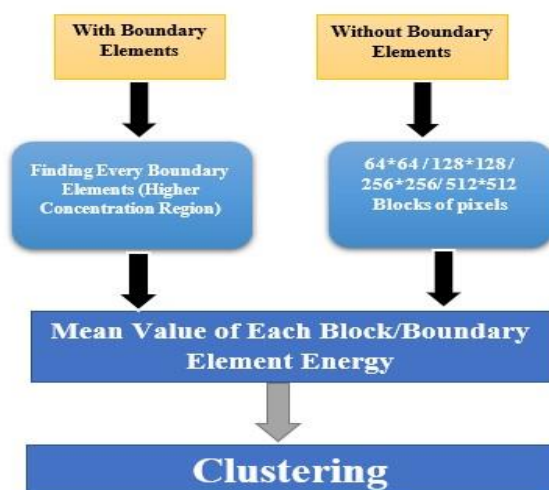 With Boundary
Elements
Without Boundary
Elements
Finding Every Boundary
Elements (Higher
Concentration Region)
64*64 / 128*128/
256*256/ 512*512
Blocks of pixels
Mean Value of Each Block/Boundary
Element Energy
Clustering